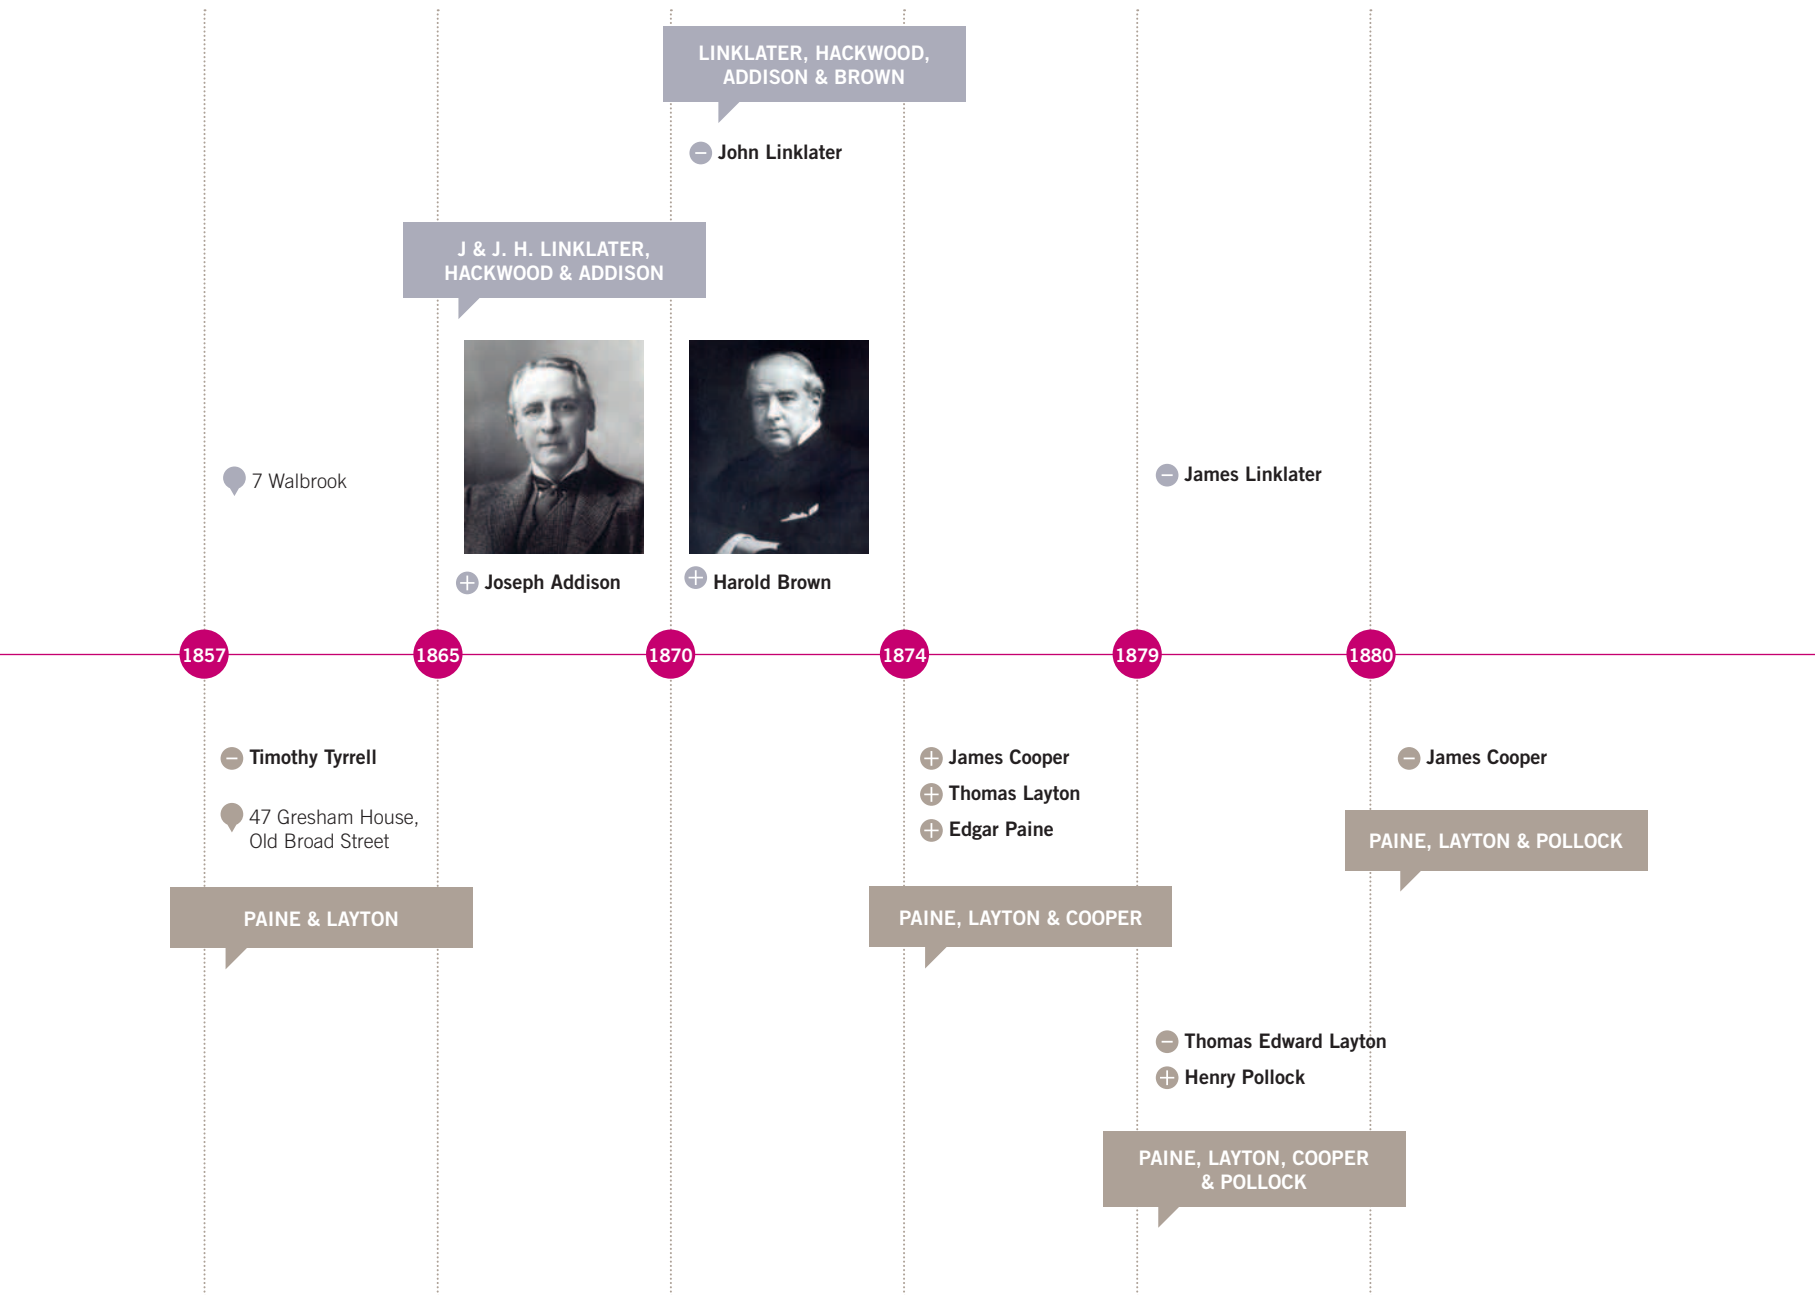 LINKLATER, HACKWOOD,
ADDISON & BROWN
John Linklater
J & J. H. LINKLATER,
HACKWOOD & ADDISON
7 Walbrook
James Linklater
Joseph Addison
Harold Brown
1857
1865
1870
1874
1879
1880
Timothy Tyrrell
47 Gresham House,
Old Broad Street
PAINE & LAYTON
James Cooper
Thomas Layton
Edgar Paine
PAINE, LAYTON & COOPER
James Cooper
PAINE, LAYTON & POLLOCK
Thomas Edward Layton
Henry Pollock
PAINE, LAYTON, COOPER
& POLLOCK